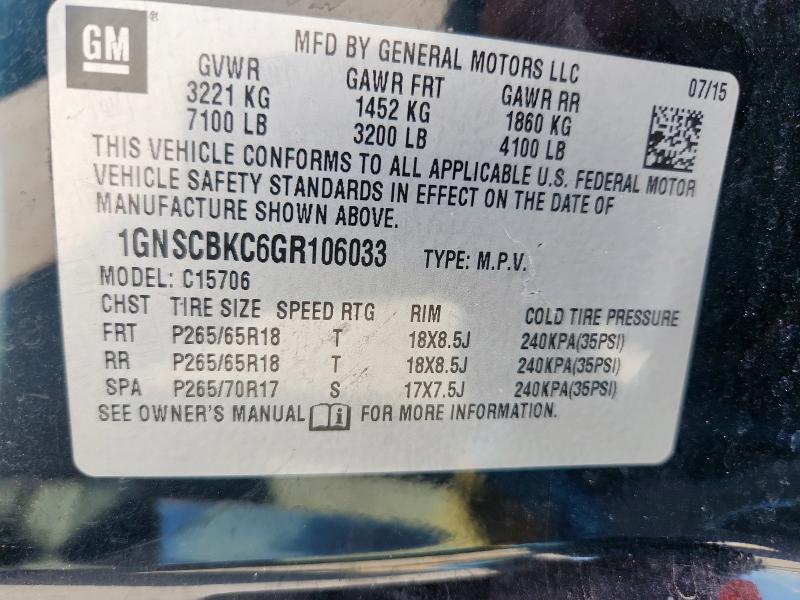 GM®
MFD BY GENERAL MOTORS LLC
07/15
GVWR GAWR FRT GAWR RR
3221 KG 1452 KG 1860 KG
7100 LB 3200 LB 4100 LB
THIS VEHICLE CONFORMS TO ALL APPLICABLE U.S. FEDERAL MOTOR
VEHICLE SAFETY STANDARDS IN EFFECT ON THE DATE OF
MANUFACTURE SHOWN ABOVE.
1GNSCBKC6GR106033 TYPE: M.P.V.
MODEL: C15706
CHST TIRE SIZE SPEED RTG RIM COLD TIRE PRESSURE
FRT P265/65R18 T 18X8.5J 240KPA(35PSI)
RR P265/65R18 T 18X8.5J 240KPA(35PSI)
SPA P265/70R17 S 17X7.5J 240KPA(35PSI)
SEE OWNER'S MANUAL i FOR MORE INFORMATION.